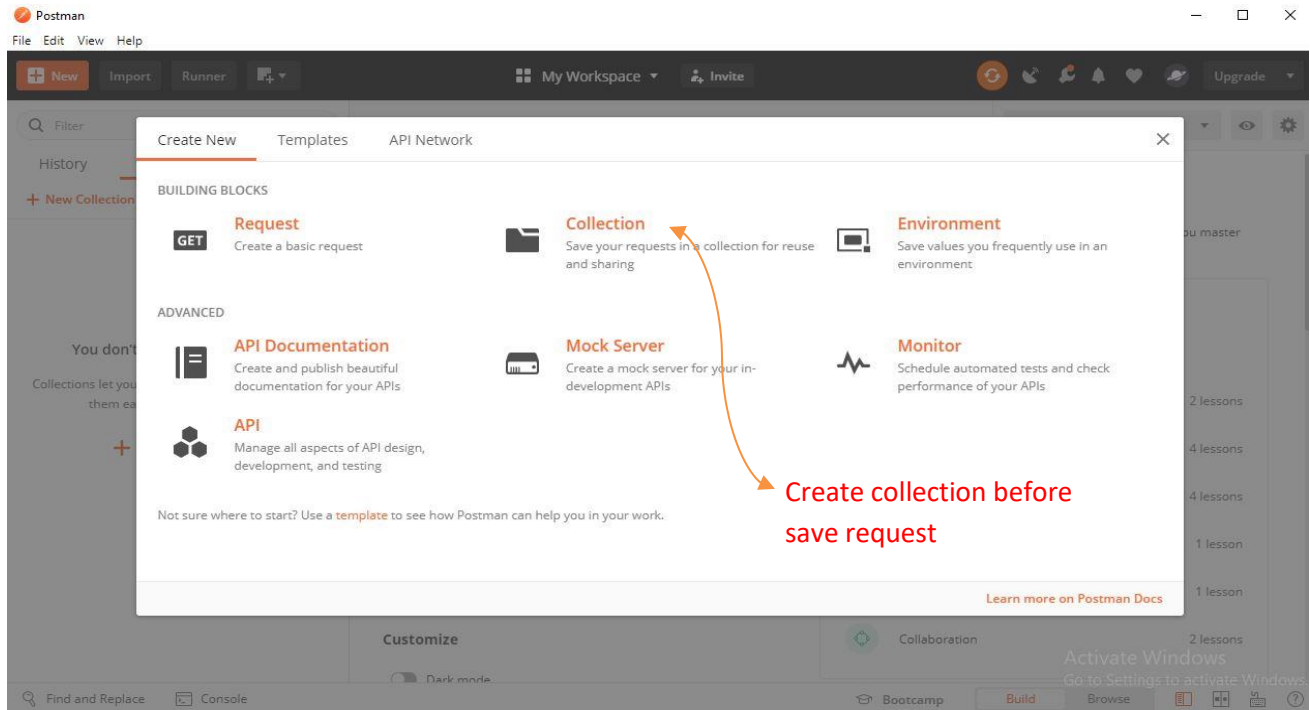 Postman
File Edit View Help
New Import Runner My Workspace Invite Upgrade
Filter
History
+ New Collection
You don't
Collections let you
them ea
+
Create New Templates API Network
BUILDING BLOCKS
GET
Request
Create a basic request
Collection
Save your requests in a collection for reuse
and sharing
Environment
Save values you frequently use in an
environment
ADVANCED
API Documentation
Create and publish beautiful
documentation for your APIs
Mock Server
Create a mock server for your in-
development APIs
Monitor
Schedule automated tests and check
performance of your APIs
API
Manage all aspects of API design,
development, and testing
Create collection before
save request
Not sure where to start? Use a template to see how Postman can help you in your work.
Learn more on Postman Docs
ou master
2 lessons
4 lessons
4 lessons
1 lesson
1 lesson
Customize
Collaboration 2 lessons
Dark mode
Activate Windows
Go to Settings to activate Windows.
Find and Replace Console Bootcamp Build Browse